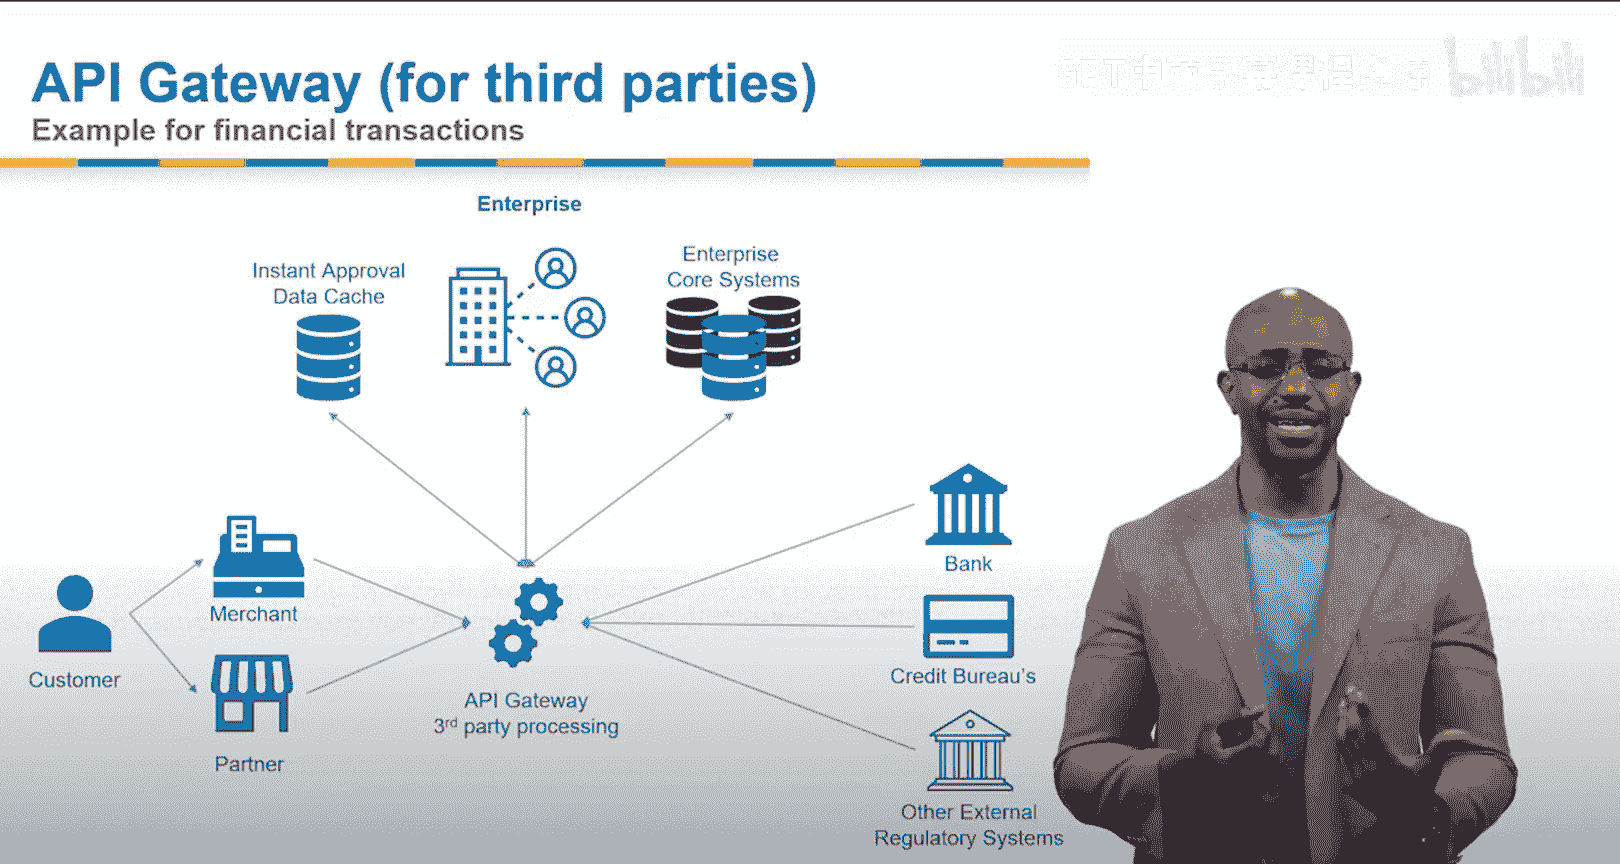 API Gateway (for third parties)
Example for financial transactions
bilibili
Enterprise
Instant Approval
Data Cache
Enterprise
Core Systems
Merchant
Customer
Partner
API Gateway
3rd party processing
Bank
Credit Bureau's
Other External
Regulatory Systems